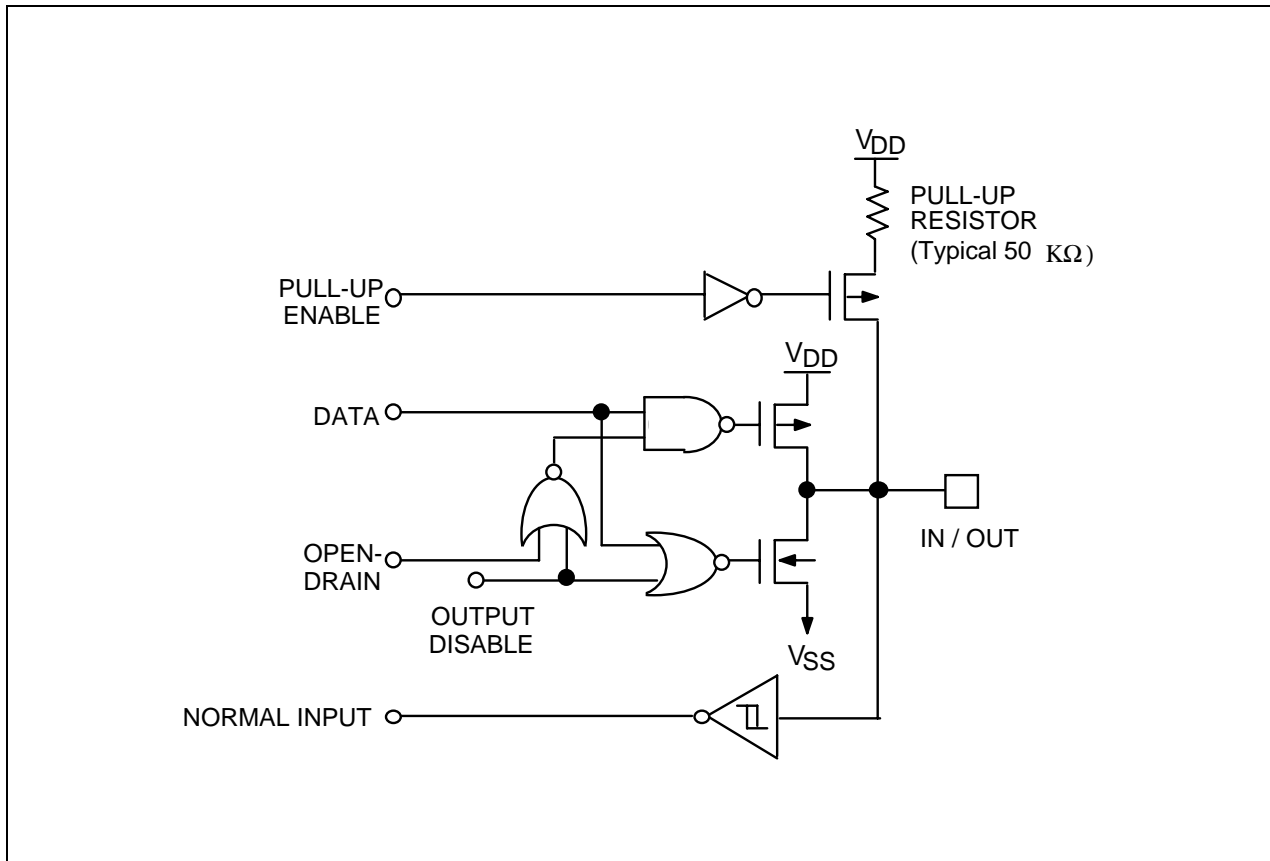 VDD
PULL-UP
RESISTOR
(Typical 50 KΩ)
PULL-UP
ENABLE
VDD
DATA
IN / OUT
OPEN-
DRAIN
OUTPUT
DISABLE
VSS
NORMAL INPUT